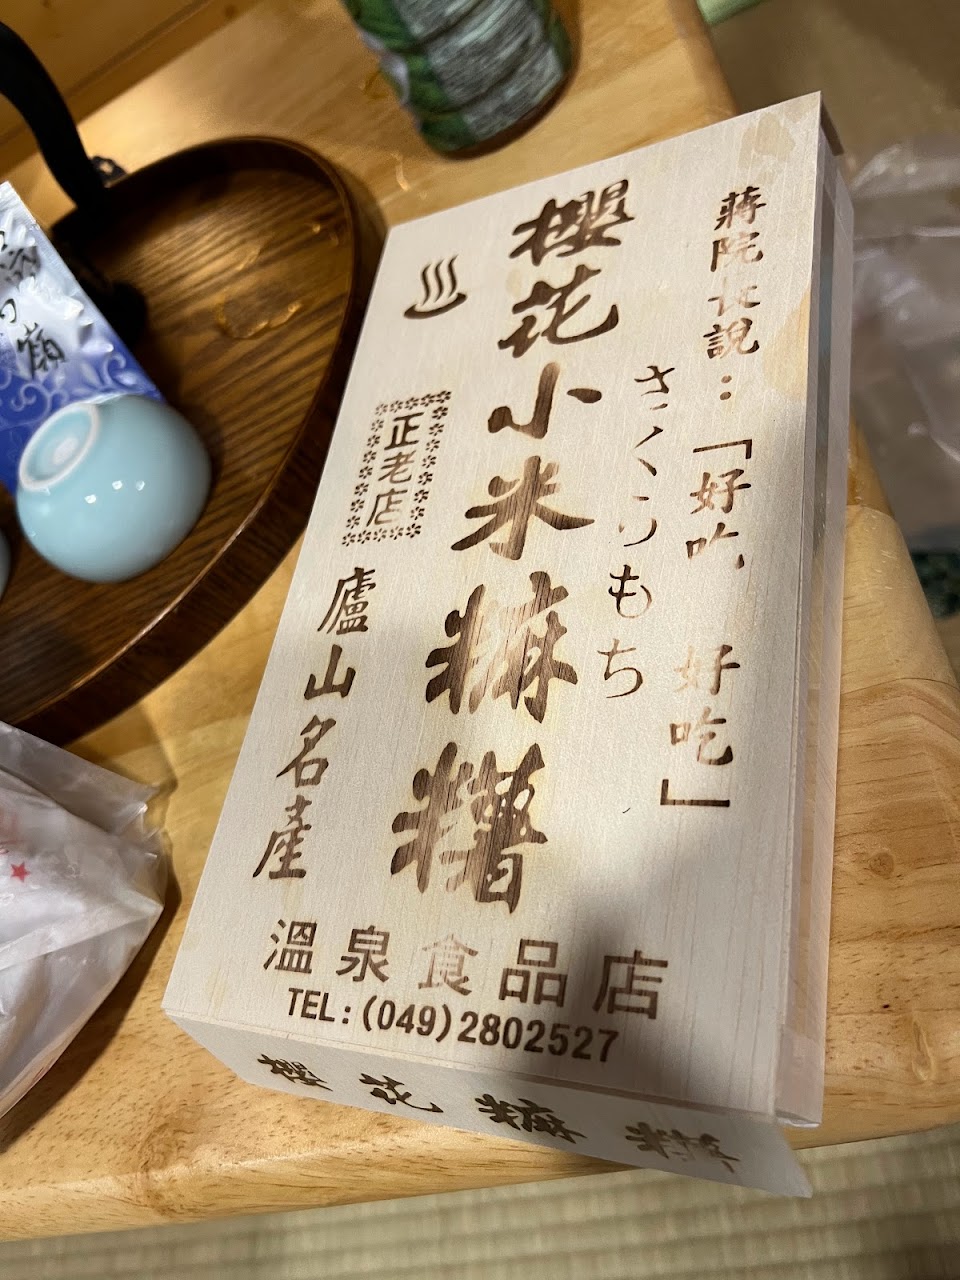 蔣院長說：「好吃 好吃」
さくらもち
櫻花小米麻糬
♨
正老店
廬山名產
溫泉食品店
TEL:(049)2802527
櫻花麻糬